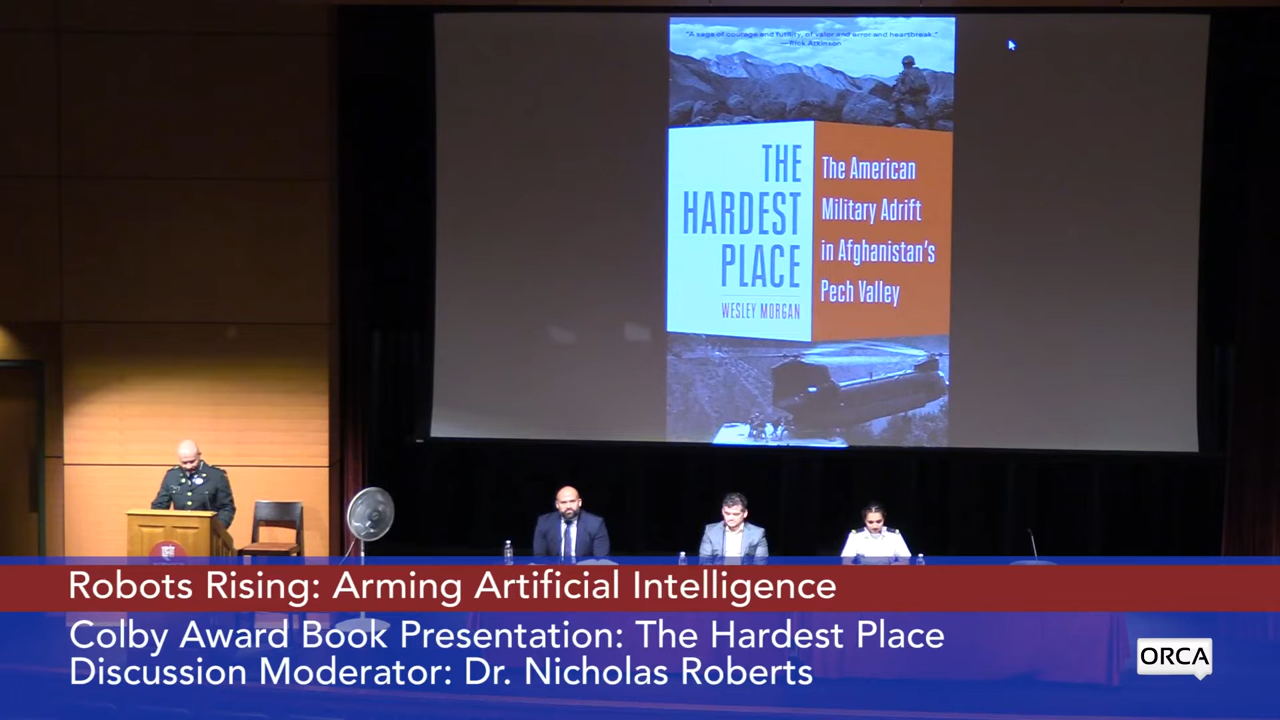 "A saga of courage and futility, of valor and error and heartbreak."
—Rick Atkinson
THE
HARDEST
PLACE
WESLEY MORGAN
The American
Military Adrift
in Afghanistan's
Pech Valley
Robots Rising: Arming Artificial Intelligence
Colby Award Book Presentation: The Hardest Place
Discussion Moderator: Dr. Nicholas Roberts
ORCA